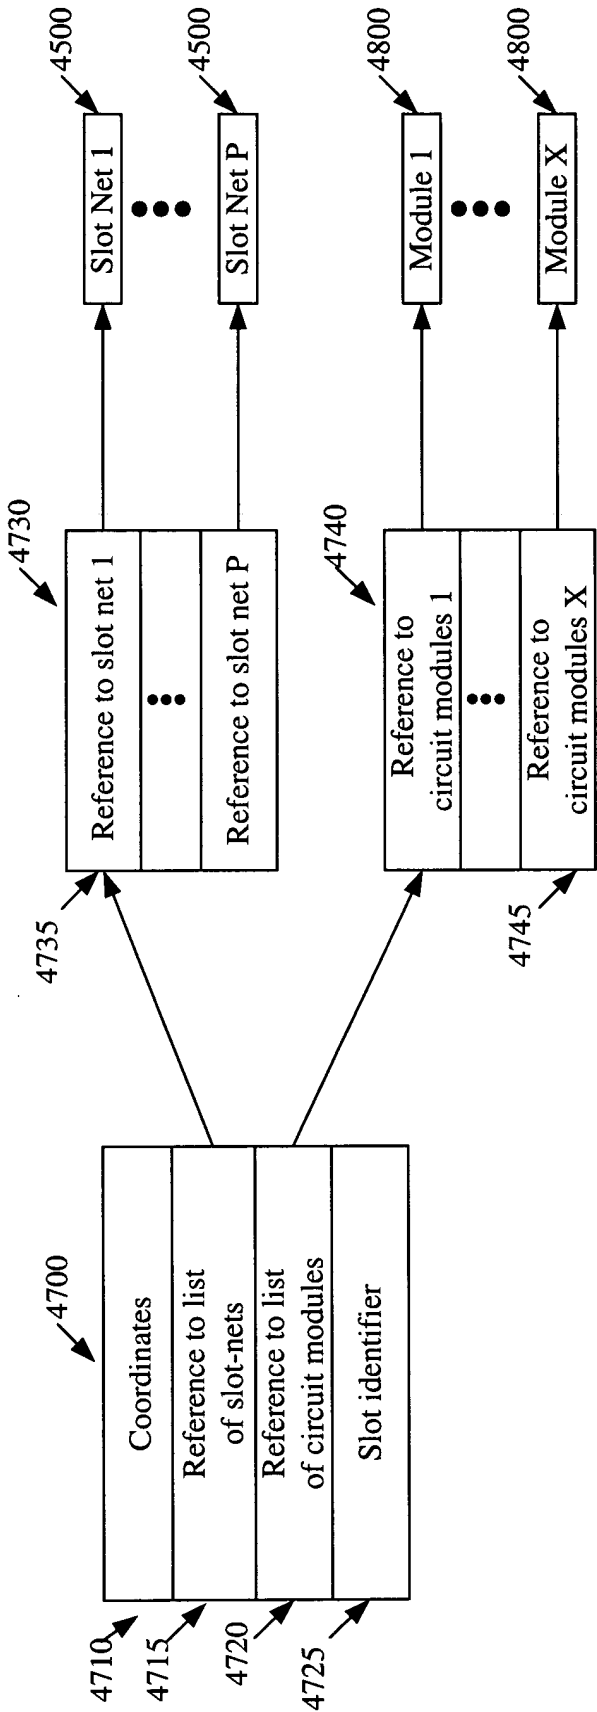 4700
4710
Coordinates
4715
Reference to list
of slot-nets
4720
Reference to list
of circuit modules
4725
Slot identifier
4730
4735
Reference to slot net 1
Reference to slot net P
4740
Reference to
circuit modules 1
Reference to
circuit modules X
4745
4500
Slot Net 1
4500
Slot Net P
4800
Module 1
4800
Module X